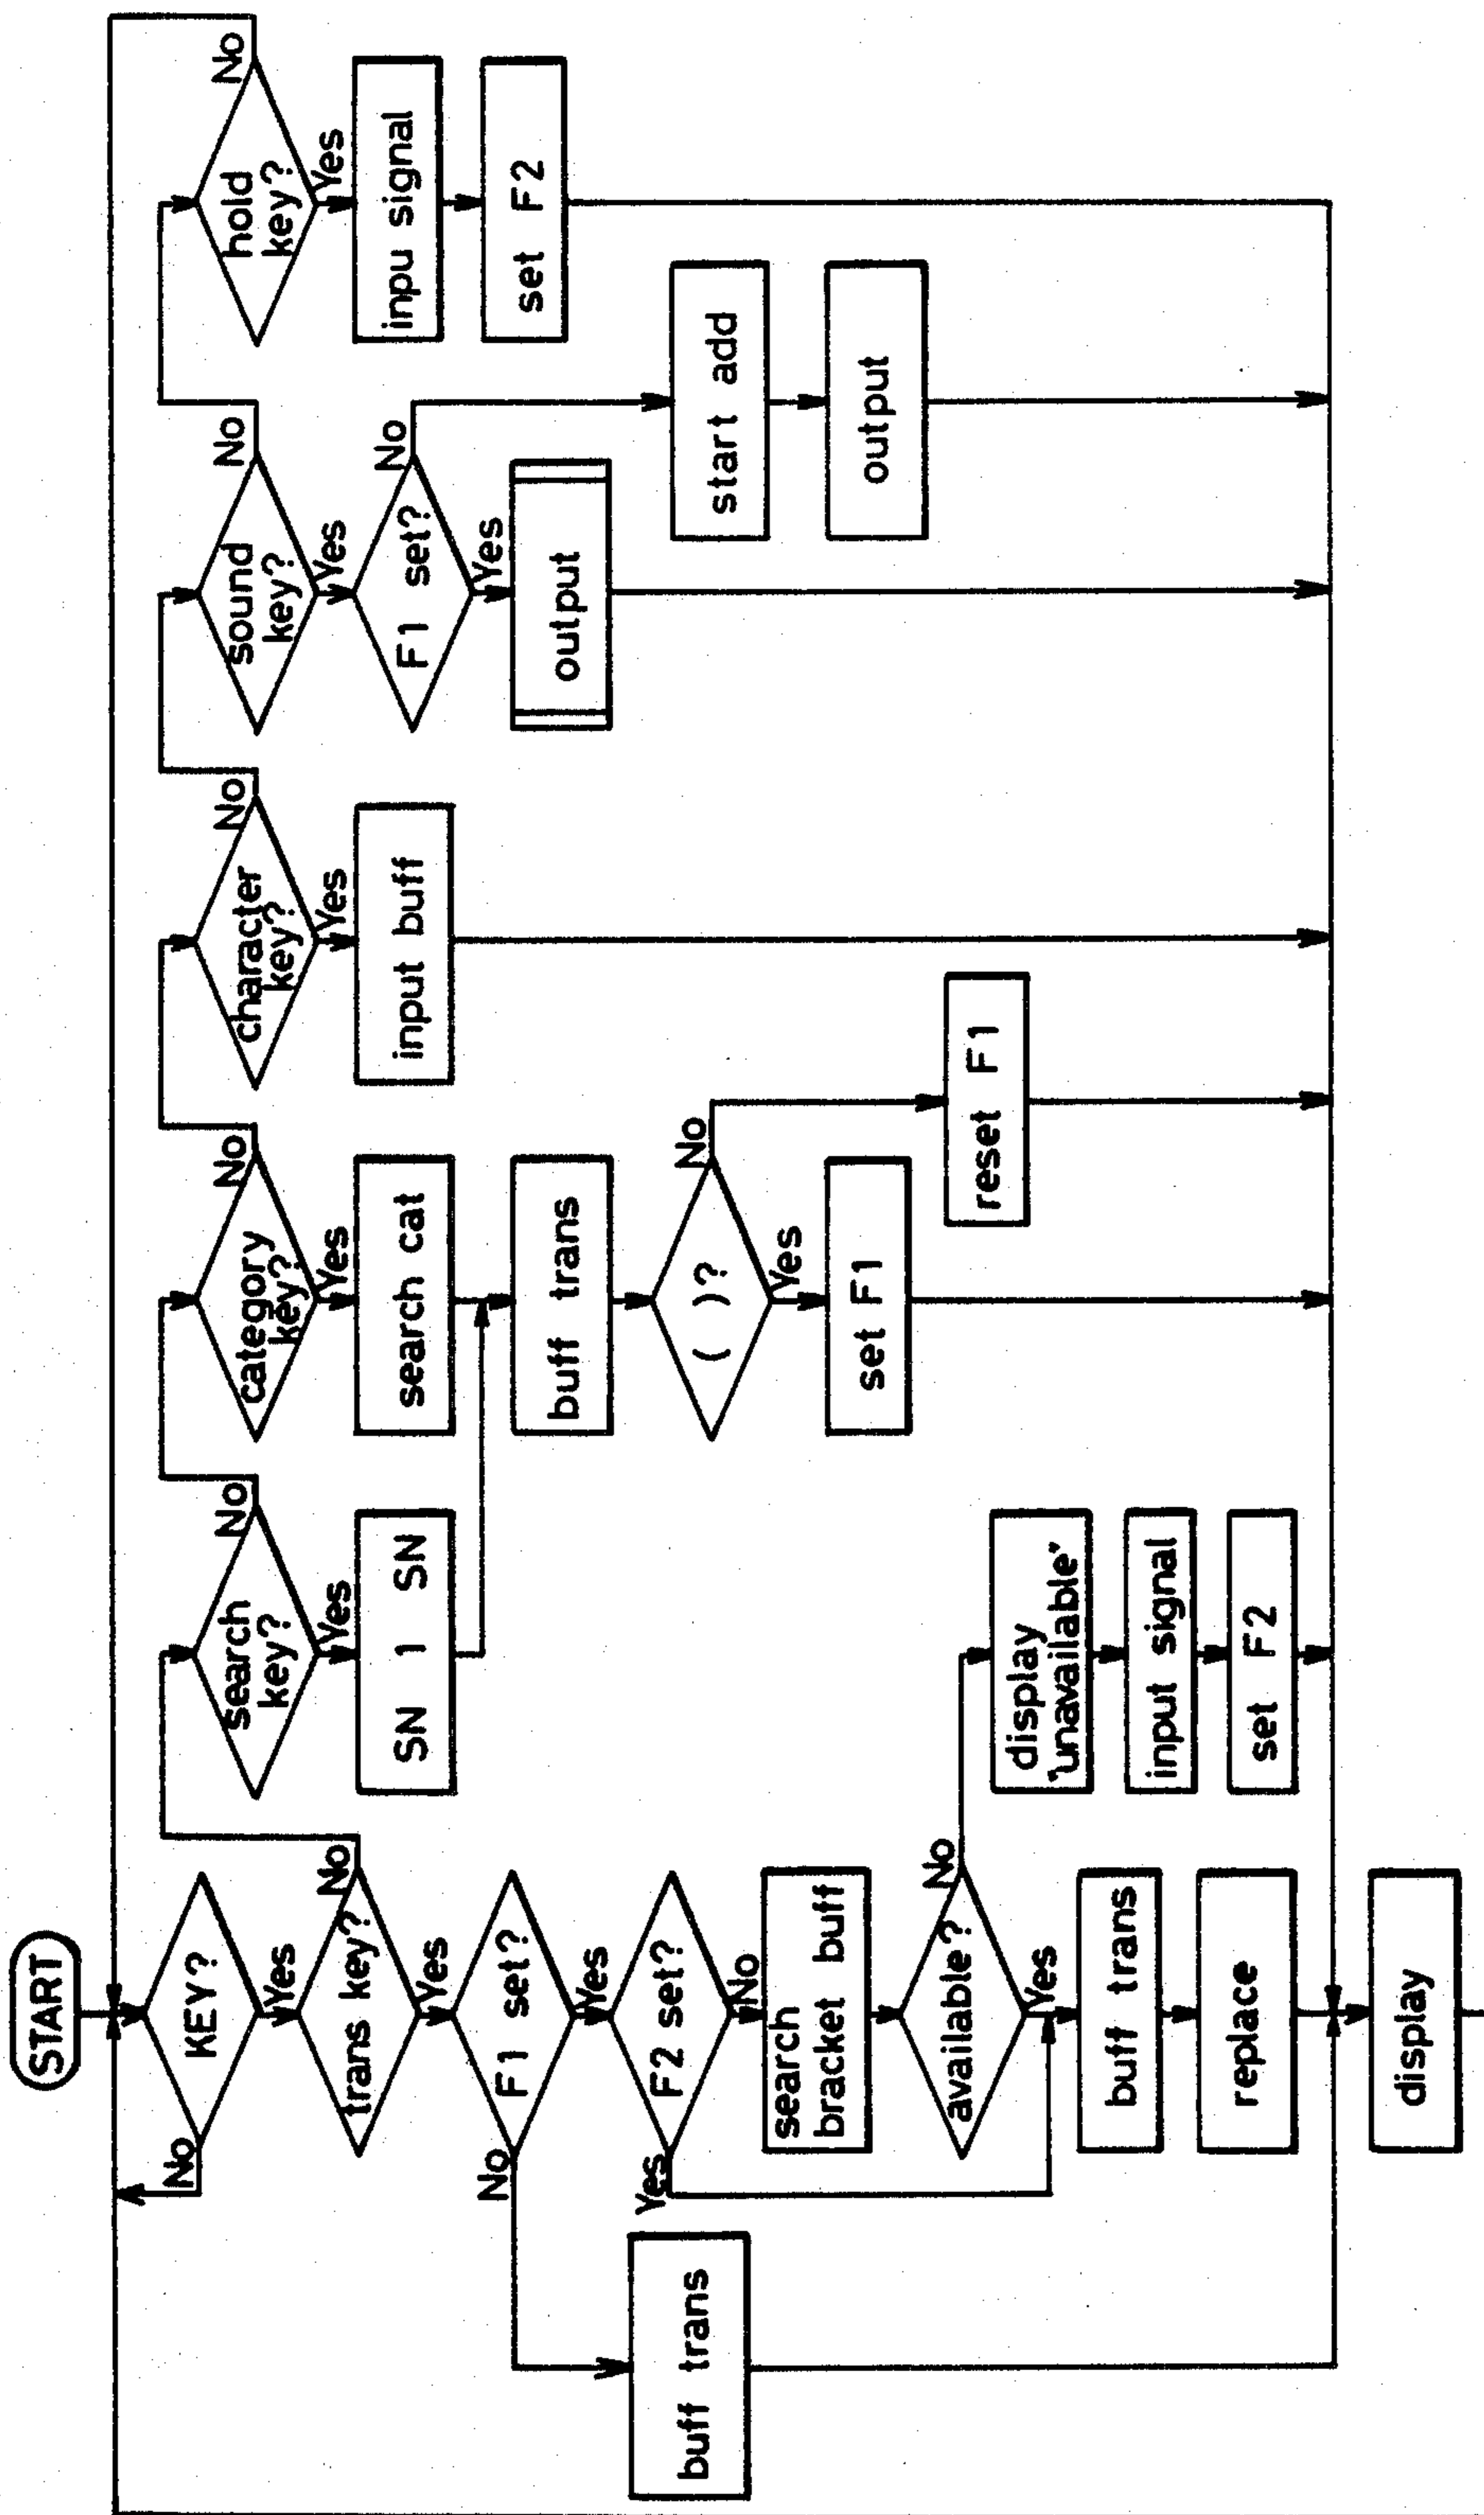 START
KEY?
No
Yes
trans key?
No
Yes
F1 set?
No
Yes
F2 set?
Yes
No
buff trans
search
bracket buff
available?
No
Yes
buff trans
replace
display
display
'unavailable'
input signal
set F2
search
key?
No
Yes
SN 1 SN
category
key?
No
Yes
search cat
buff trans
( )?
No
Yes
set F1
reset F1
character
key?
No
Yes
input buff
sound
key?
No
Yes
F1 set?
No
Yes
output
start add
output
hold
key?
No
Yes
inpu signal
set F2